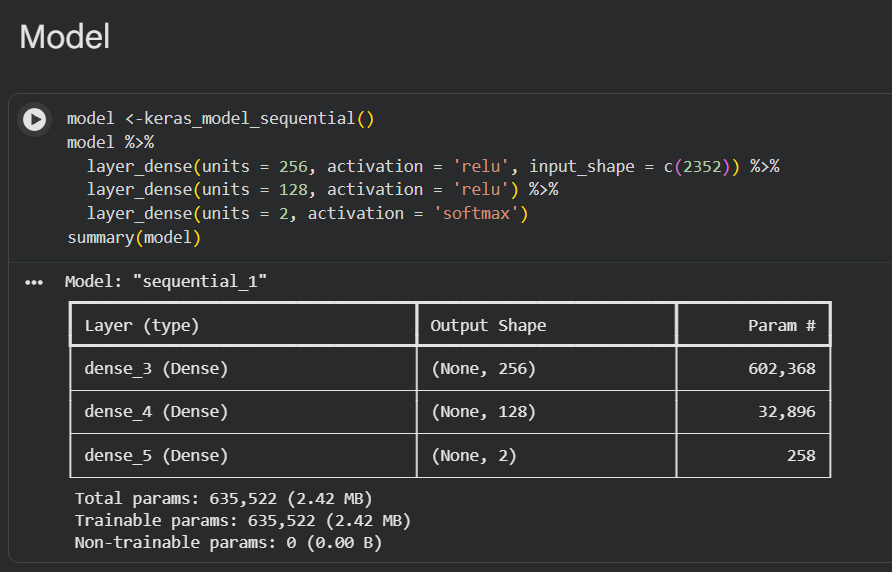 Model
model <-keras_model_sequential()
model %>%
  layer_dense(units = 256, activation = 'relu', input_shape = c(2352)) %>%
  layer_dense(units = 128, activation = 'relu') %>%
  layer_dense(units = 2, activation = 'softmax')
summary(model)
Model: "sequential_1"
Layer (type) Output Shape Param #
dense_3 (Dense) (None, 256) 602,368
dense_4 (Dense) (None, 128) 32,896
dense_5 (Dense) (None, 2) 258
Total params: 635,522 (2.42 MB)
Trainable params: 635,522 (2.42 MB)
Non-trainable params: 0 (0.00 B)